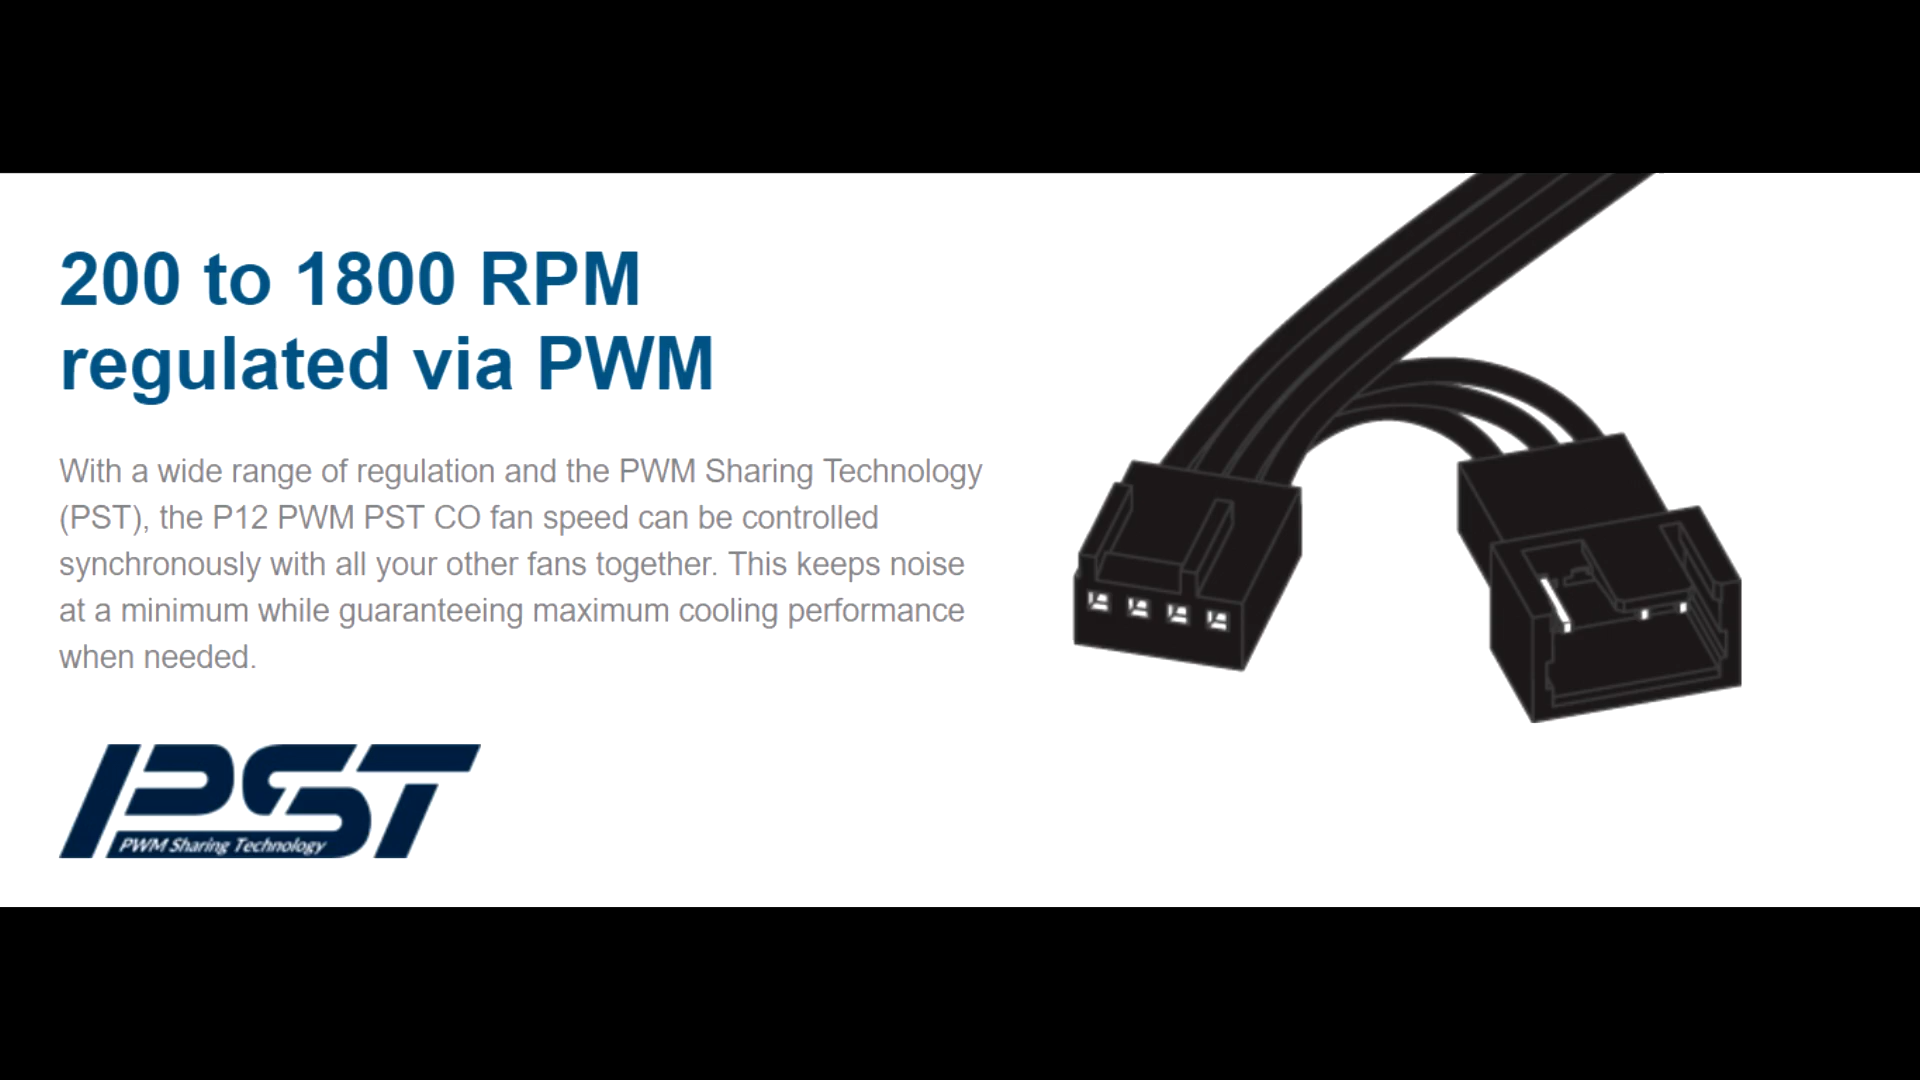 200 to 1800 RPM
regulated via PWM
With a wide range of regulation and the PWM Sharing Technology
(PST), the P12 PWM PST CO fan speed can be controlled
synchronously with all your other fans together. This keeps noise
at a minimum while guaranteeing maximum cooling performance
when needed.
PST
PWM Sharing Technology